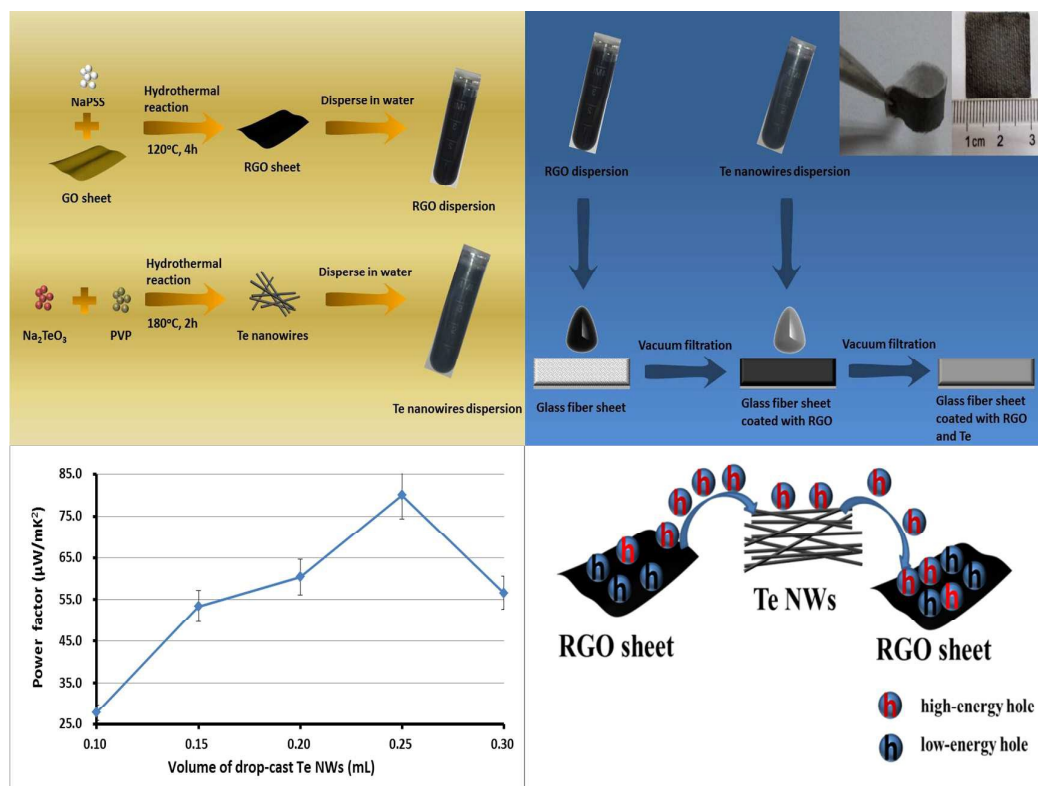 NaPSS
Hydrothermal
reaction
120°C, 4h
Disperse in water
GO sheet
RGO sheet
RGO dispersion
Hydrothermal
reaction
180°C, 2h
Disperse in water
Na₂TeO₃
PVP
Te nanowires
Te nanowires dispersion
1cm 2 3
RGO dispersion
Te nanowires dispersion
Vacuum filtration
Vacuum filtration
Glass fiber sheet
Glass fiber sheet
coated with RGO
Glass fiber sheet
coated with RGO
and Te
Power factor (µW/mK²)
85.0
75.0
65.0
55.0
45.0
35.0
25.0
0.10 0.15 0.20 0.25 0.30
Volume of drop-cast Te NWs (mL)
h h h h h h h
h h h h
h h h h
h h h h
Te NWs
RGO sheet
RGO sheet
h high-energy hole
h low-energy hole